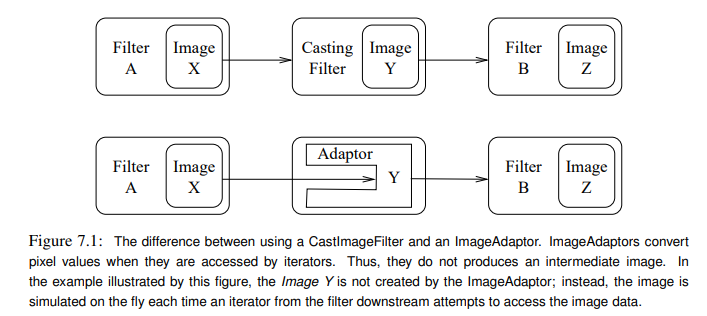 Filter Image Casting Image Filter Image
A X Filter Y B Z
Adaptor
Filter Image Y Filter Image
A X B Z
Figure 7.1: The difference between using a CastImageFilter and an ImageAdaptor. ImageAdaptors convert
pixel values when they are accessed by iterators. Thus, they do not produces an intermediate image. In
the example illustrated by this figure, the Image Y is not created by the ImageAdaptor; instead, the image is
simulated on the fly each time an iterator from the filter downstream attempts to access the image data.